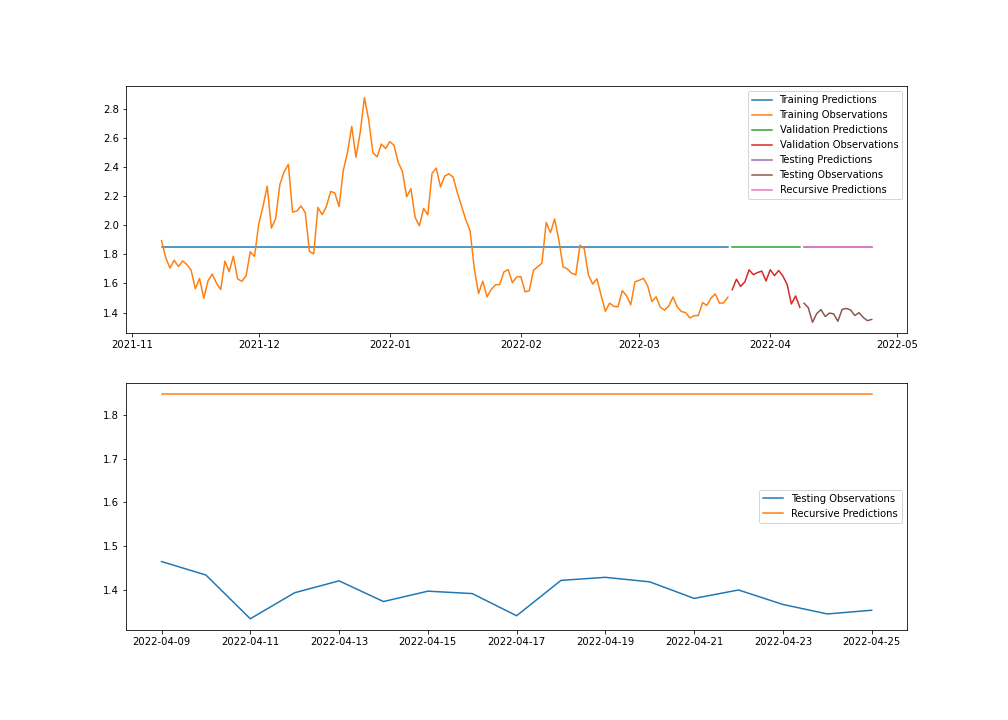 2.8
2.6
2.4
2.2
2.0
1.8
1.6
1.4
Training Predictions
Training Observations
Validation Predictions
Validation Observations
Testing Predictions
Testing Observations
Recursive Predictions
2021-11 2021-12 2022-01 2022-02 2022-03 2022-04 2022-05
1.8
1.7
1.6
1.5
1.4
Testing Observations
Recursive Predictions
2022-04-09 2022-04-11 2022-04-13 2022-04-15 2022-04-17 2022-04-19 2022-04-21 2022-04-23 2022-04-25